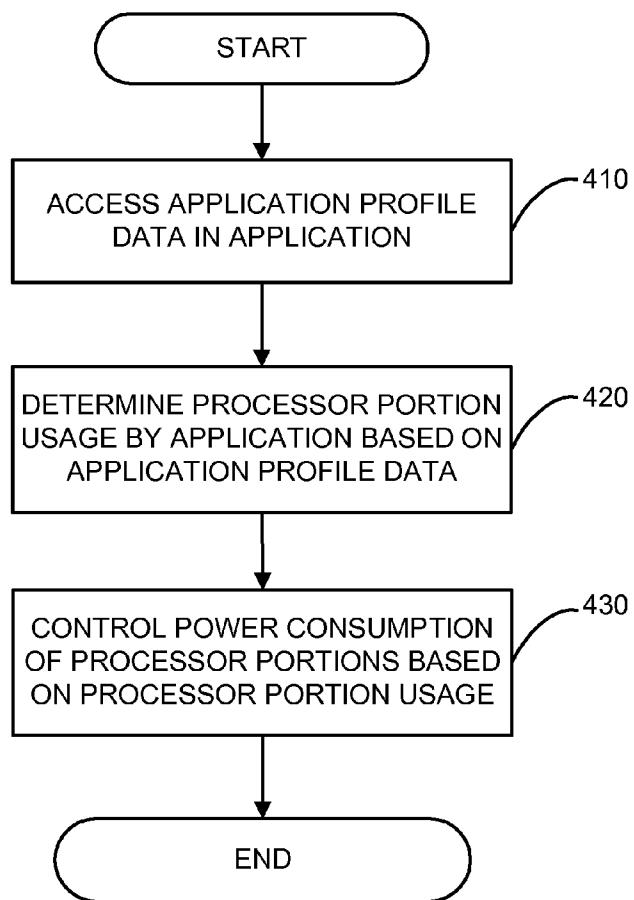 START
ACCESS APPLICATION PROFILE
DATA IN APPLICATION
410
DETERMINE PROCESSOR PORTION
USAGE BY APPLICATION BASED ON
APPLICATION PROFILE DATA
420
CONTROL POWER CONSUMPTION
OF PROCESSOR PORTIONS BASED
ON PROCESSOR PORTION USAGE
430
END